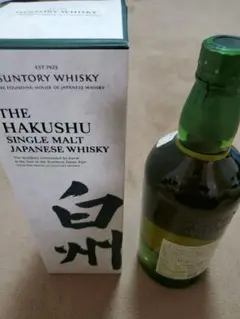 EST 1923
SUNTORY WHISKY
THE FOUNDING HOUSE OF JAPANESE WHISKY
THE
HAKUSHU
SINGLE MALT
JAPANESE WHISKY
白州